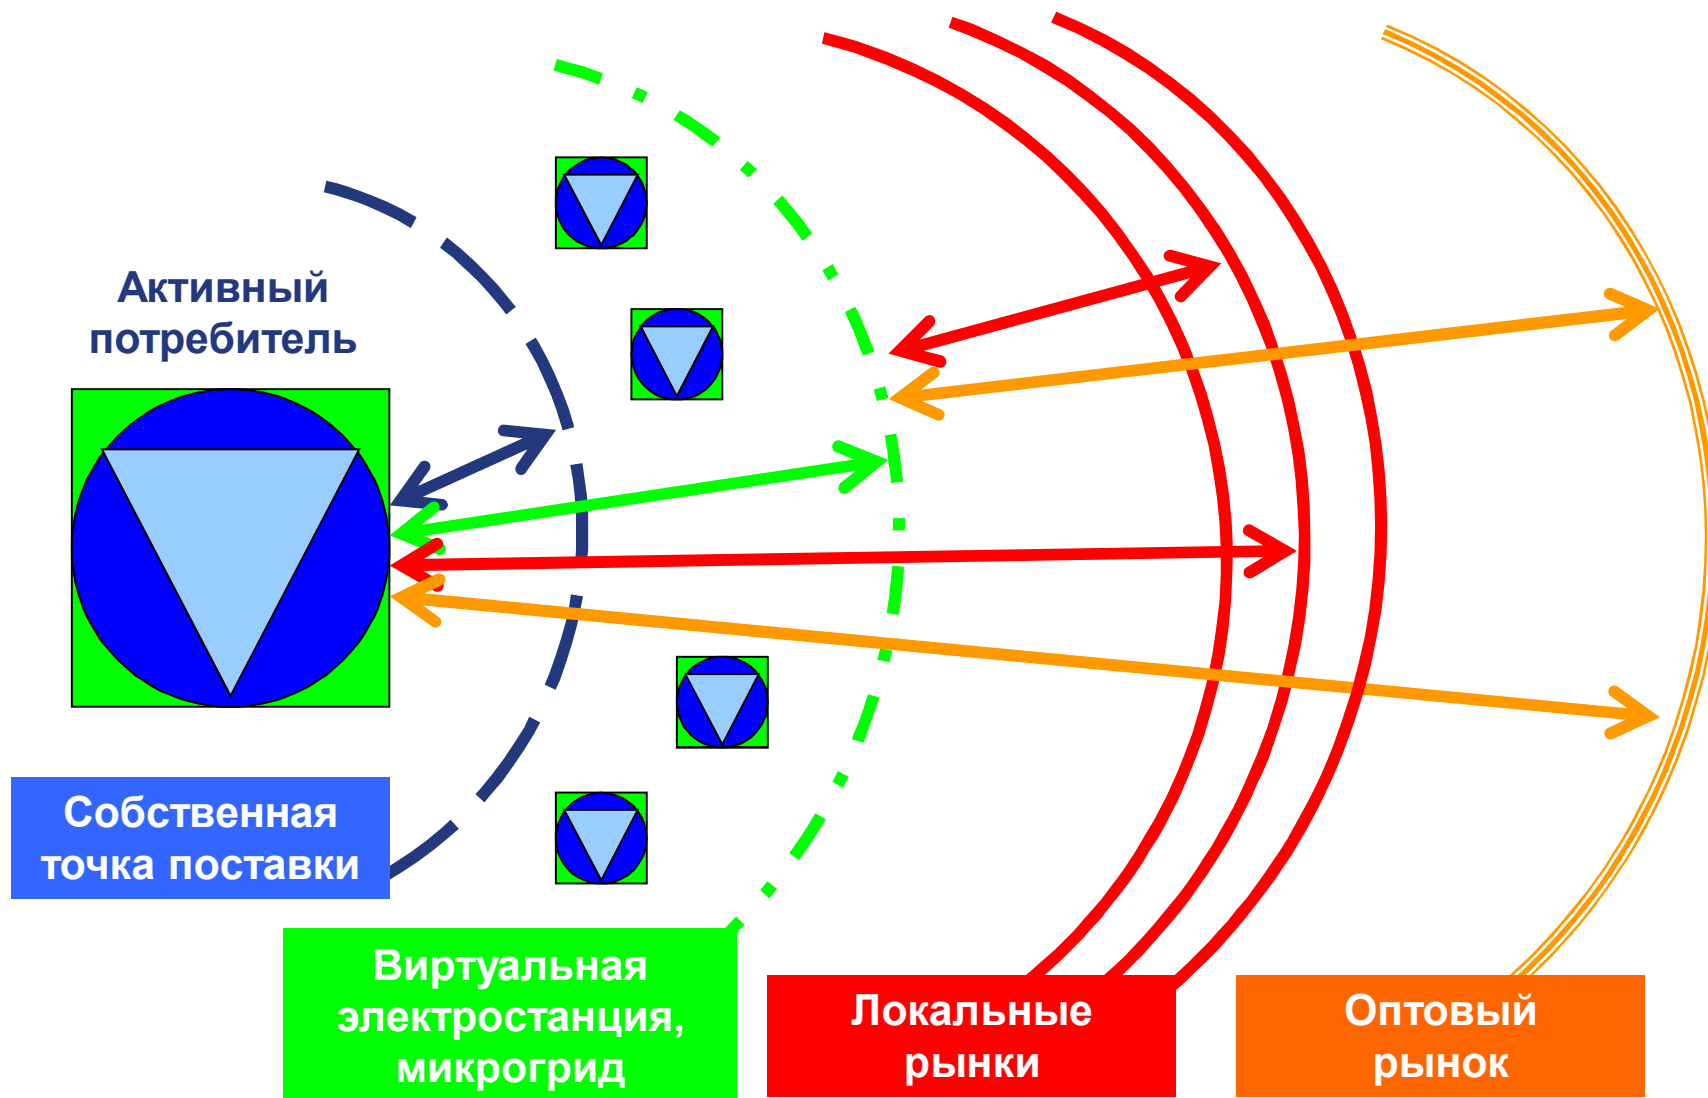 Активный
потребитель
Собственная
точка поставки
Виртуальная
электростанция,
микрогрид
Локальные
рынки
Оптовый
рынок